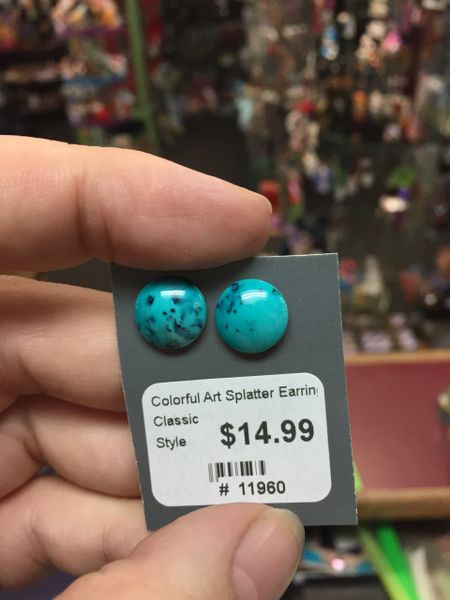 Colorful Art Splatter Earrin
Classic
Style
$14.99
# 11960